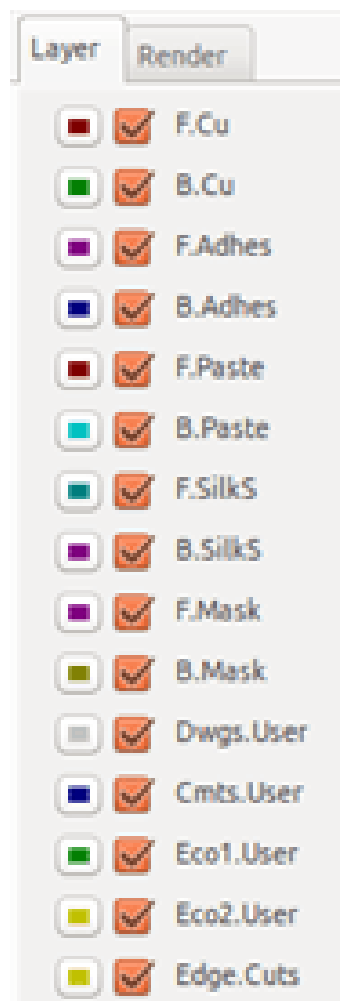 Layer Render
F.Cu
B.Cu
F.Adhes
B.Adhes
F.Paste
B.Paste
F.SilkS
B.SilkS
F.Mask
B.Mask
Dwgs.User
Cmts.User
Eco1.User
Eco2.User
Edge.Cuts